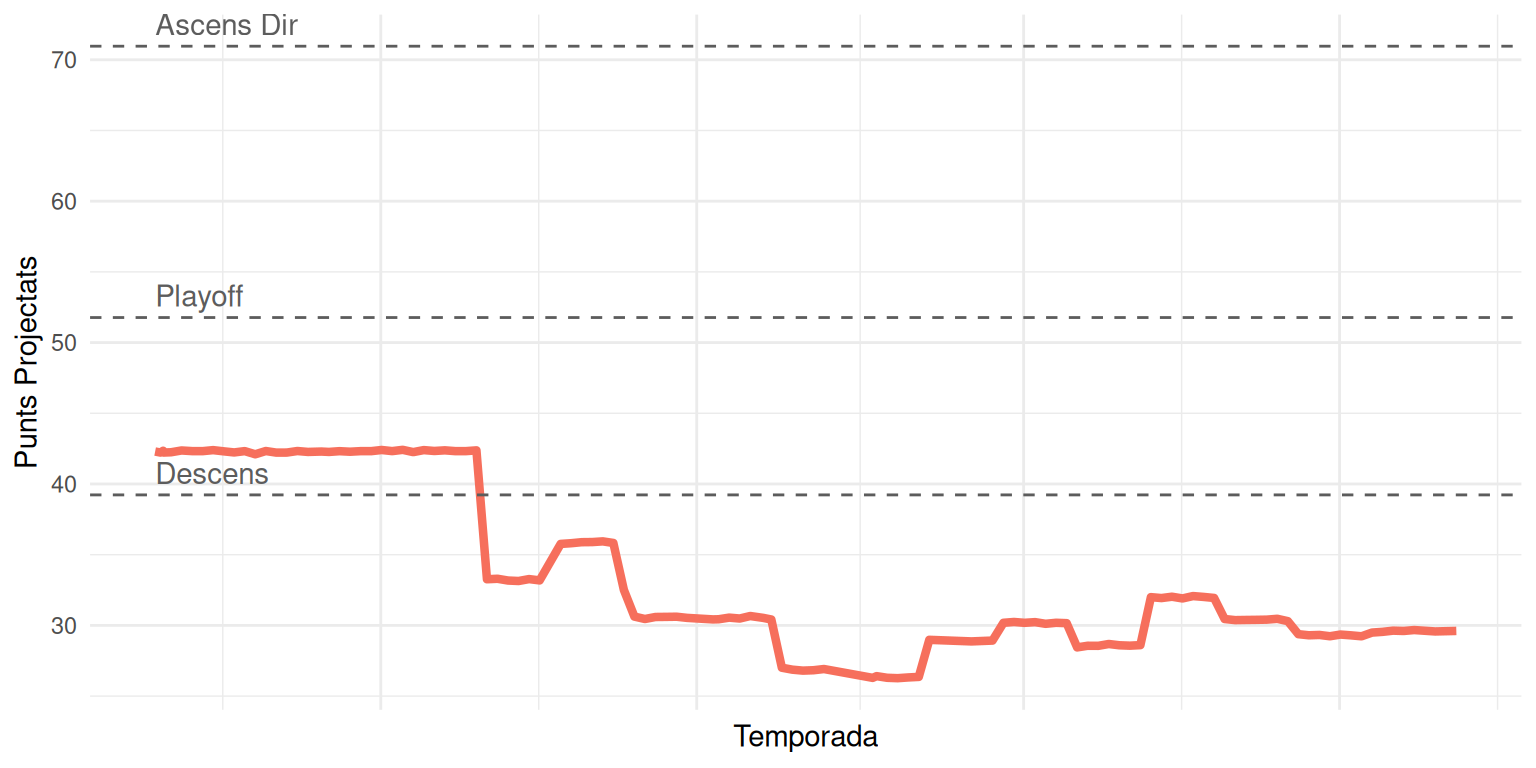 Ascens Dir
70
60
Playoff
50
Descens
40
30
Punts Projectats
Temporada